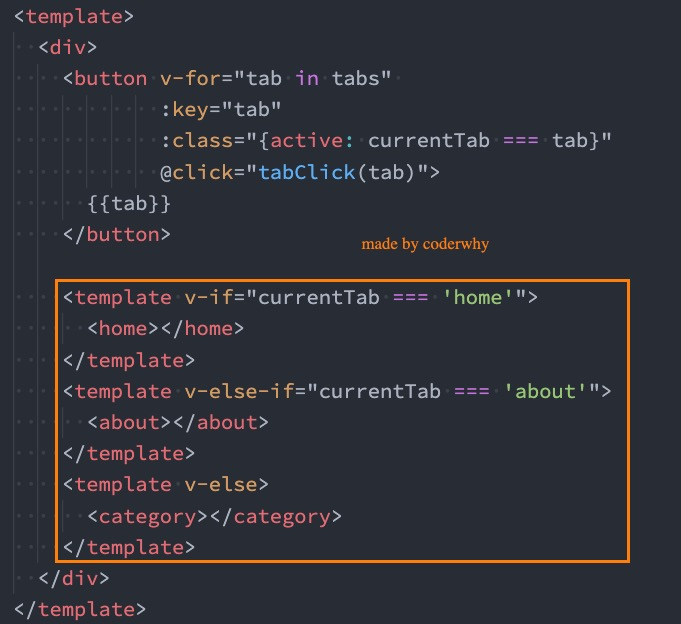 <template>
<div>
<button v-for="tab in tabs"
:key="tab"
:class="{active: currentTab === tab}"
@click="tabClick(tab)">
{{tab}}
</button>
made by coderwhy
<template v-if="currentTab === 'home'">
<home></home>
</template>
<template v-else-if="currentTab === 'about'">
<about></about>
</template>
<template v-else>
<category></category>
</template>
</div>
</template>